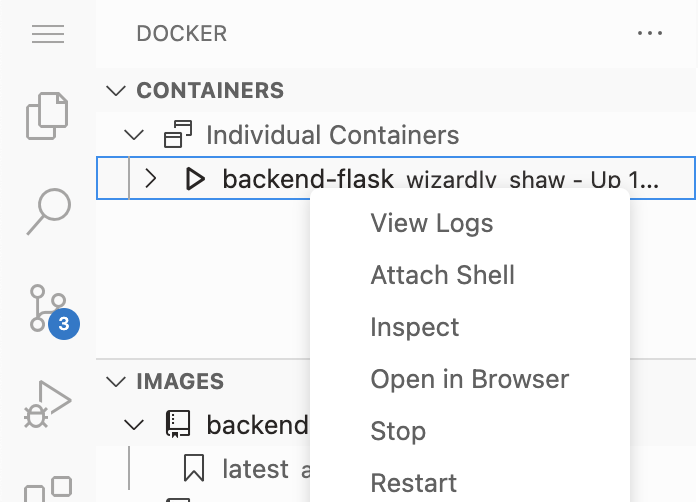 DOCKER
CONTAINERS
Individual Containers
backend-flask wizardly_shaw - Up 1...
View Logs
Attach Shell
Inspect
Open in Browser
Stop
Restart
3
IMAGES
backend
latest